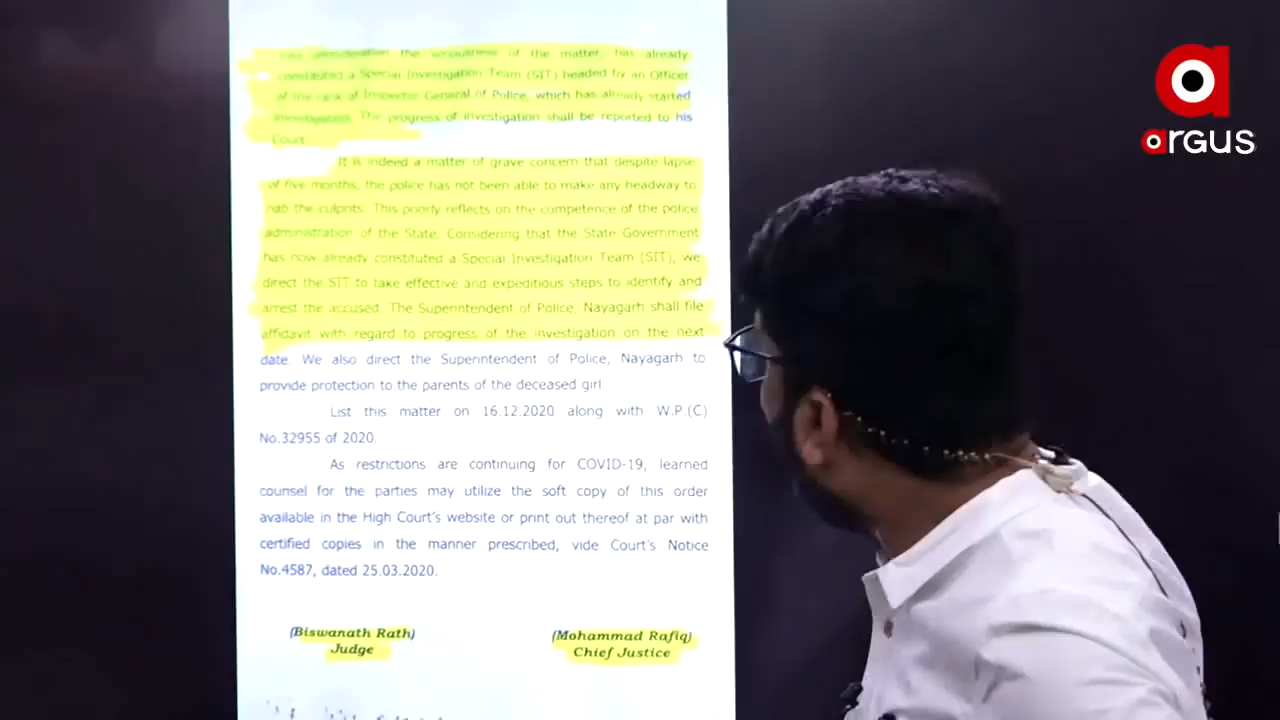 consideration the seriousness of the matter, has already
constituted a Special Investigation Team (SIT) headed by an Officer
of the rank of Inspector General of Police, which has already started
investigation. The progress of investigation shall be reported to his
Court
It is indeed a matter of grave concern that despite lapse
of five months, the police has not been able to make any headway to
nab the culprits. This poorly reflects on the competence of the police
administration of the State. Considering that the State Government
has now already constituted a Special Investigation Team (SIT), we
direct the SIT to take effective and expeditious steps to identify and
arrest the accused. The Superintendent of Police, Nayagarh shall file
affidavit with regard to progress of the investigation on the next
date. We also direct the Superintendent of Police, Nayagarh to
provide protection to the parents of the deceased girl
List this matter on 16.12.2020 along with W.P.(C)
No.32955 of 2020.
As restrictions are continuing for COVID-19, learned
counsel for the parties may utilize the soft copy of this order
available in the High Court's website or print out thereof at par with
certified copies in the manner prescribed, vide Court's Notice
No.4587, dated 25.03.2020.
(Biswanath Rath)
Judge
(Mohammad Rafiq)
Chief Justice
argus